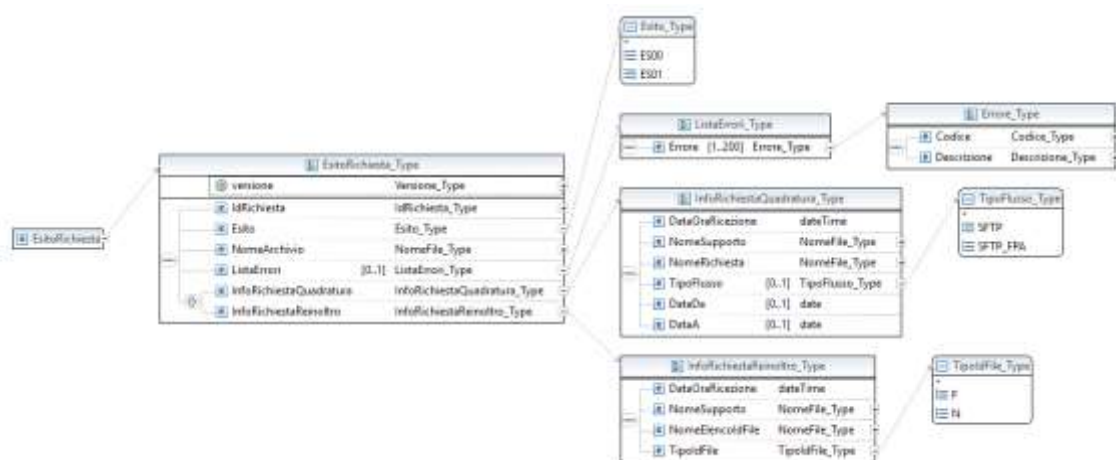 EsitoRichiesta
EsitoRichiesta_Type
versione Versione_Type
IdRichiesta IdRichiesta_Type
Esito Esito_Type
NomeArchivio NomeFile_Type
ListaErrori [0..1] ListaErrori_Type
InfoRichiestaQuadratura InfoRichiestaQuadratura_Type
InfoRichiestaReinoltro InfoRichiestaReinoltro_Type
Esito_Type
ES00
ES01
ListaErrori_Type
Errore [1..200] Errore_Type
Errore_Type
Codice Codice_Type
Descrizione Descrizione_Type
InfoRichiestaQuadratura_Type
DataOraRicezione dateTime
NomeSupporto NomeFile_Type
NomeRichiesta NomeFile_Type
TipoFlusso [0..1] TipoFlusso_Type
DataDa [0..1] date
DataA [0..1] date
TipoFlusso_Type
SFTP
SFTP_FPA
InfoRichiestaReinoltro_Type
DataOraRicezione dateTime
NomeSupporto NomeFile_Type
NomeElencoIdFile NomeFile_Type
TipoIdFile TipoIdFile_Type
TipoIdFile_Type
F
N